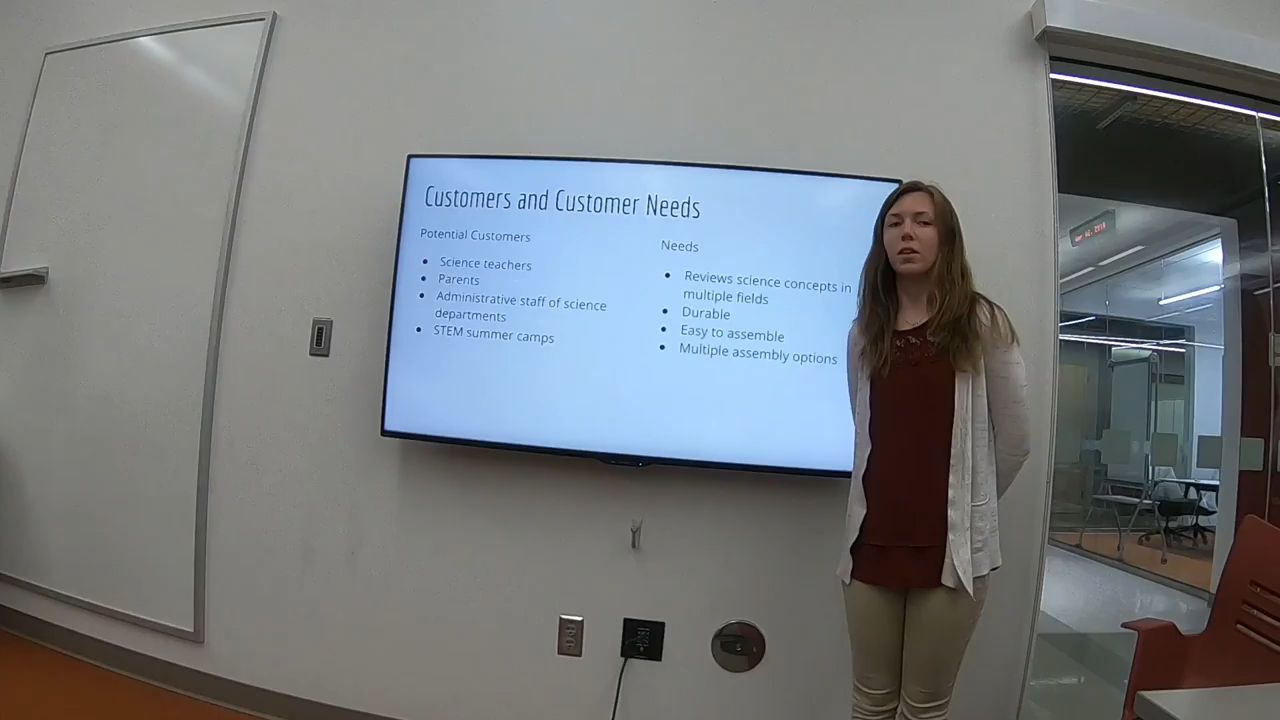 Customers and Customer Needs
Potential Customers
Science teachers
Parents
Administrative staff of science
departments
STEM summer camps
Needs
Reviews science concepts in
multiple fields
Durable
Easy to assemble
Multiple assembly options